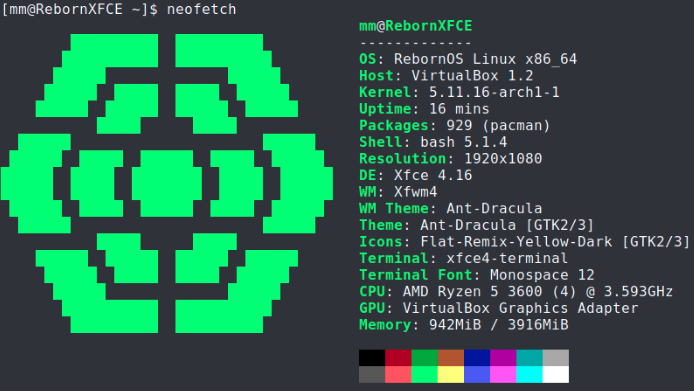 [mm@RebornXFCE ~]$ neofetch
mm@RebornXFCE
-------------
OS: RebornOS Linux x86_64
Host: VirtualBox 1.2
Kernel: 5.11.16-arch1-1
Uptime: 16 mins
Packages: 929 (pacman)
Shell: bash 5.1.4
Resolution: 1920x1080
DE: Xfce 4.16
WM: Xfwm4
WM Theme: Ant-Dracula
Theme: Ant-Dracula [GTK2/3]
Icons: Flat-Remix-Yellow-Dark [GTK2/3]
Terminal: xfce4-terminal
Terminal Font: Monospace 12
CPU: AMD Ryzen 5 3600 (4) @ 3.593GHz
GPU: VirtualBox Graphics Adapter
Memory: 942MiB / 3916MiB